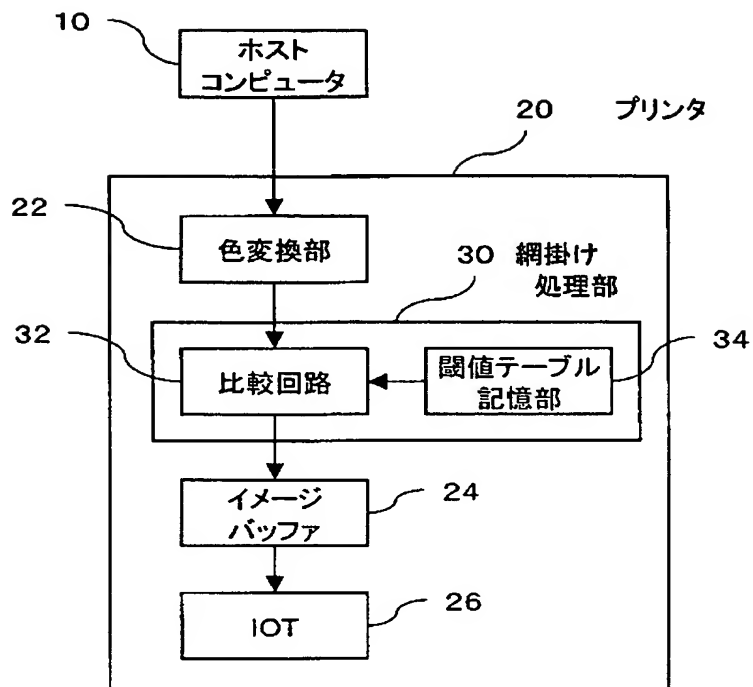 10
ホスト
コンピュータ
20 プリンタ
22
色変換部
30 網掛け
処理部
32
比較回路
閾値テーブル
記憶部
34
イメージ
バッファ
24
IOT
26